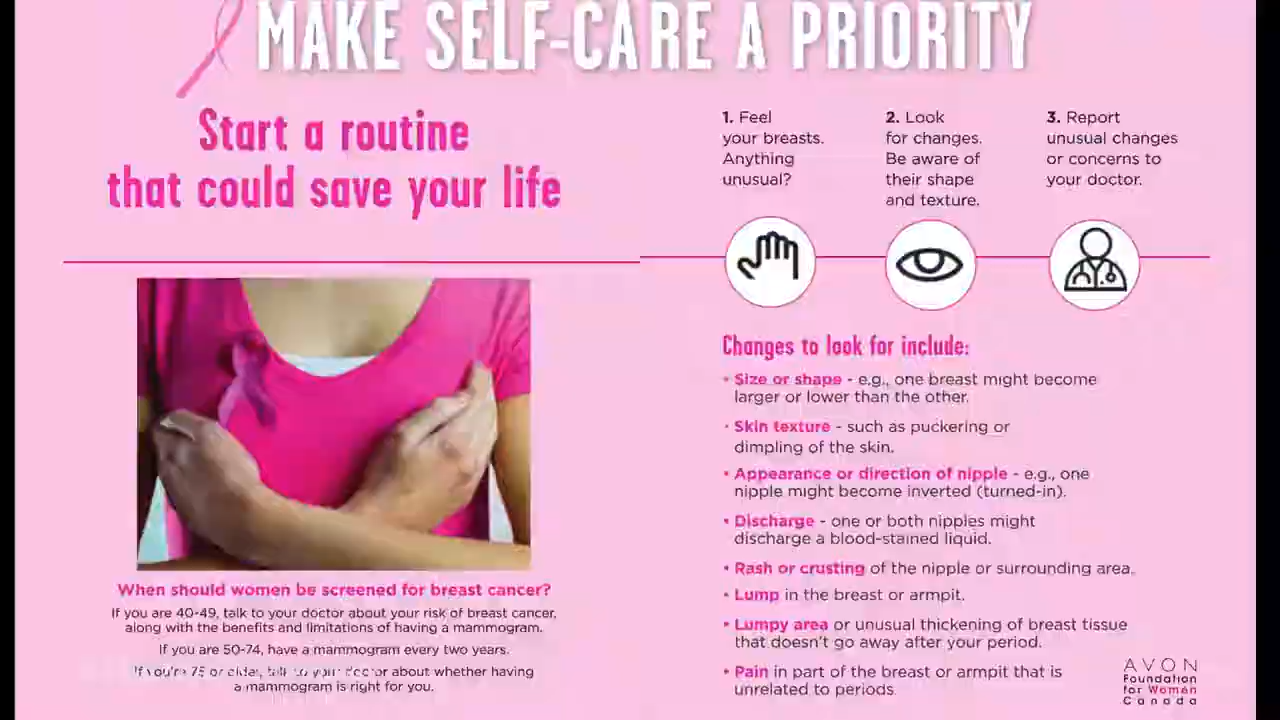 MAKE SELF-CARE A PRIORITY
Start a routine
that could save your life
When should women be screened for breast cancer?
If you are 40-49, talk to your doctor about your risk of breast cancer,
along with the benefits and limitations of having a mammogram.
If you are 50-74, have a mammogram every two years.
If you're 75 or older, talk to your doctor about whether having
a mammogram is right for you.
1. Feel
your breasts.
Anything
unusual?
2. Look
for changes.
Be aware of
their shape
and texture.
3. Report
unusual changes
or concerns to
your doctor.
Changes to look for include:
• Size or shape - e.g., one breast might become
larger or lower than the other.
• Skin texture - such as puckering or
dimpling of the skin.
• Appearance or direction of nipple - e.g., one
nipple might become inverted (turned-in).
• Discharge - one or both nipples might
discharge a blood-stained liquid.
• Rash or crusting of the nipple or surrounding area.
• Lump in the breast or armpit.
• Lumpy area or unusual thickening of breast tissue
that doesn't go away after your period.
• Pain in part of the breast or armpit that is
unrelated to periods
AVON
Foundation
for Women
Canada